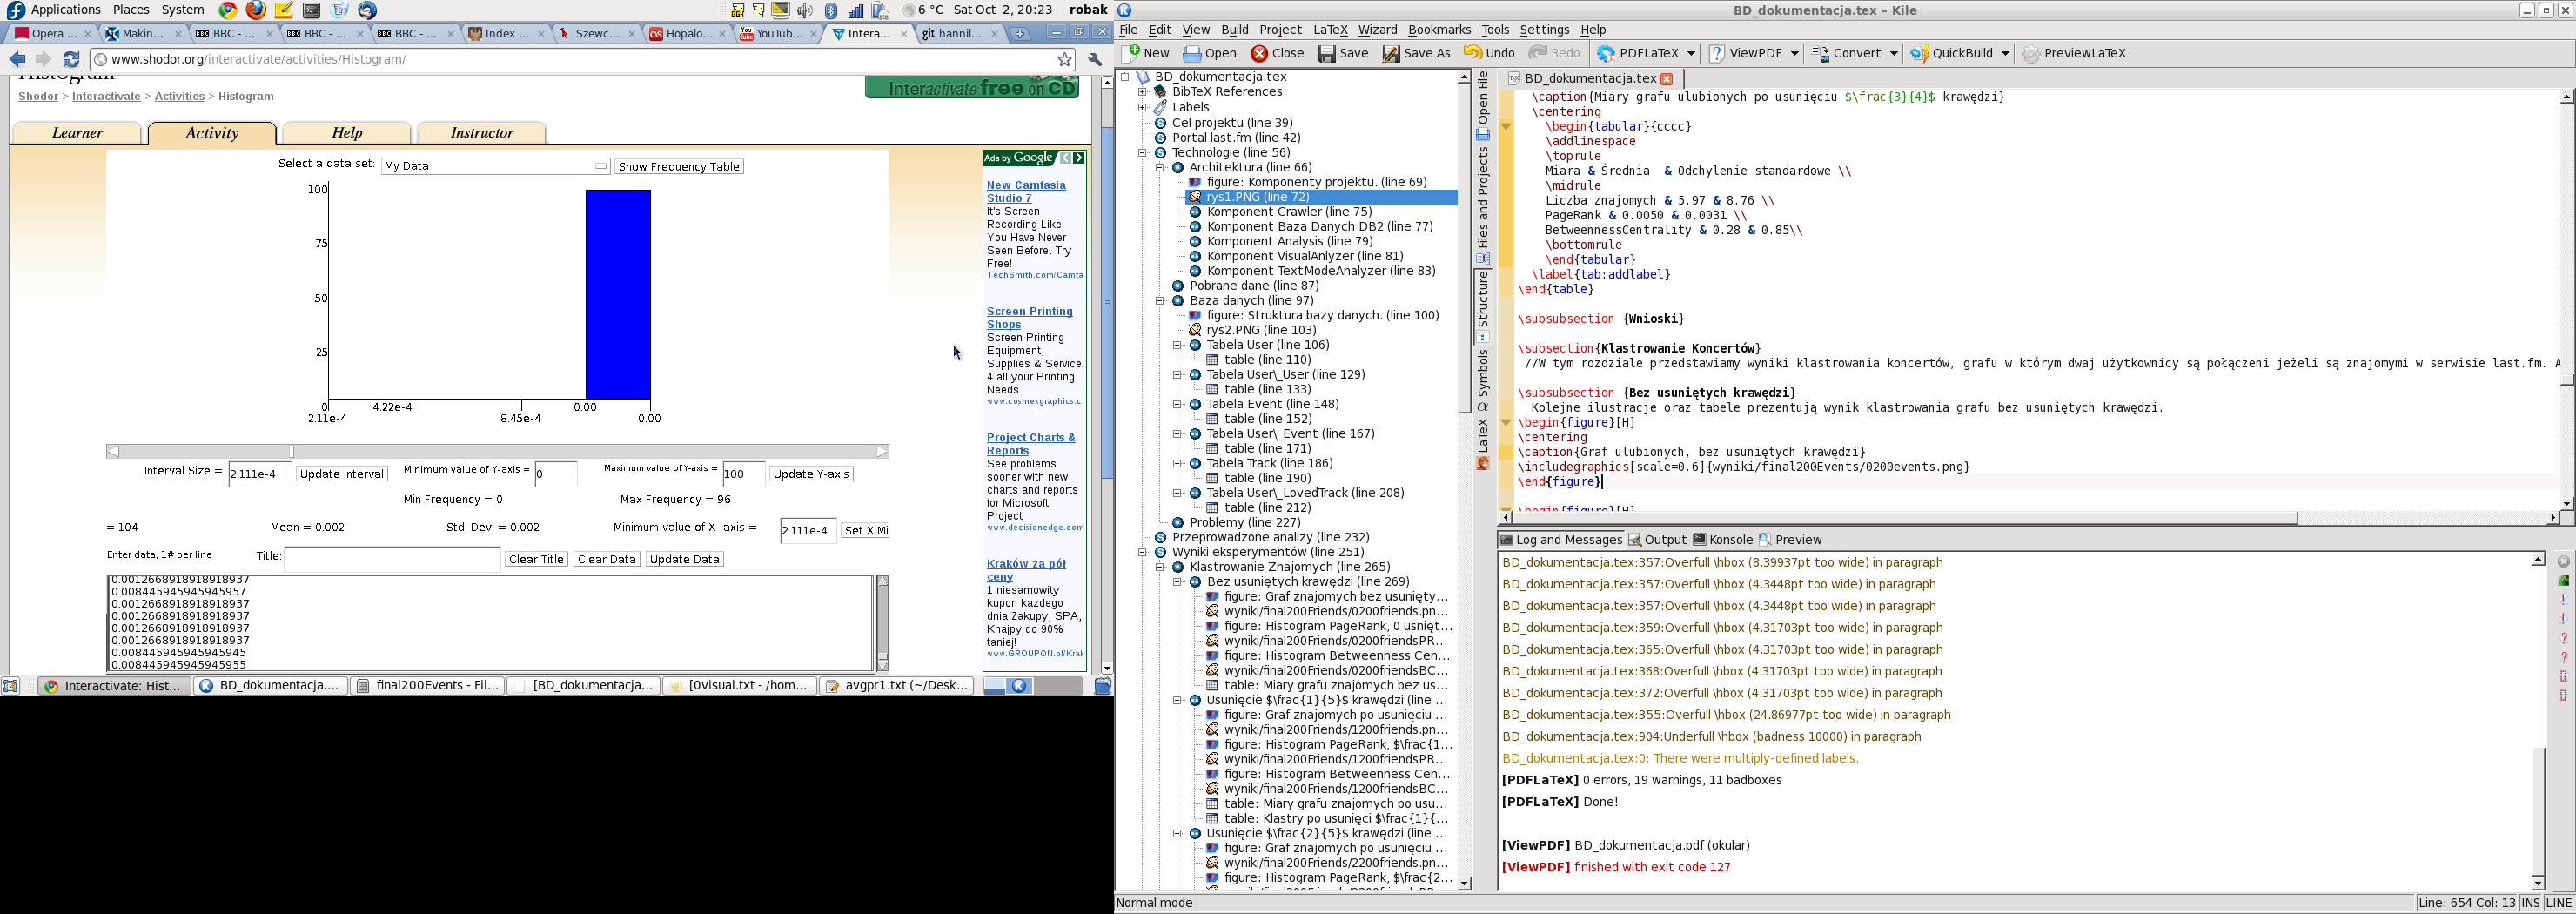 Applications Places System
6 °C Sat Oct 2, 20:23 robak
Opera ...
Makin...
BBC - ...
BBC - ...
BBC - ...
Index ...
Szewc...
Hopalo...
YouTub...
Intera...
git hannil...
www.shodor.org/interactivate/activities/Histogram/
Histogram
Interactivate free on CD
Shodor > Interactivate > Activities > Histogram
Learner
Activity
Help
Instructor
Select a data set: My Data Show Frequency Table
100
75
50
25
0
2.11e-4
4.22e-4
8.45e-4
0.00
0.00
Interval Size = 2.111e-4 Update Interval Minimum value of Y-axis = 0 Maximum value of Y-axis = 100 Update Y-axis
Min Frequency = 0 Max Frequency = 96
= 104 Mean = 0.002 Std. Dev. = 0.002 Minimum value of X -axis = 2.111e-4 Set X Mi
Enter data, 1# per line Title: Clear Title Clear Data Update Data
0.0012668918918918937
0.008445945945945957
0.0012668918918918937
0.0012668918918918937
0.0012668918918918937
0.0012668918918918937
0.008445945945945945
0.008445945945945955
Ads by Google
New Camtasia
Studio 7
It's Screen
Recording Like
You Have Never
Seen Before. Try
Free!
TechSmith.com/Camta
Screen Printing
Shops
Screen Printing
Equipment,
Supplies & Service
4 all your Printing
Needs
www.cosmexgraphics.c
Project Charts &
Reports
See problems
sooner with new
charts and reports
for Microsoft
Project
www.decisionedge.com
Kraków za pół
ceny
1 niesamowity
kupon każdego
dnia Zakupy, SPA,
Knajpy do 90%
taniej!
www.GROUPON.pl/Krak
Interactivate: Hist...
BD_dokumentacja....
final200Events - Fil...
[BD_dokumentacja...
[0visual.txt - /hom...
avgpr1.txt (~/Desk...
BD_dokumentacja.tex – Kile
File Edit View Build Project LaTeX Wizard Bookmarks Tools Settings Help
New Open Close Save Save As Undo Redo PDFLaTeX ViewPDF Convert QuickBuild PreviewLaTeX
BD_dokumentacja.tex
BibTeX References
Labels
Cel projektu (line 39)
Portal last.fm (line 42)
Technologie (line 56)
Architektura (line 66)
figure: Komponenty projektu. (line 69)
rys1.PNG (line 72)
Komponent Crawler (line 75)
Komponent Baza Danych DB2 (line 77)
Komponent Analysis (line 79)
Komponent VisualAnlyzer (line 81)
Komponent TextModeAnalyzer (line 83)
Pobrane dane (line 87)
Baza danych (line 97)
figure: Struktura bazy danych. (line 100)
rys2.PNG (line 103)
Tabela User (line 106)
table (line 110)
Tabela User\_User (line 129)
table (line 133)
Tabela Event (line 148)
table (line 152)
Tabela User\_Event (line 167)
table (line 171)
Tabela Track (line 186)
table (line 190)
Tabela User\_LovedTrack (line 208)
table (line 212)
Problemy (line 227)
Przeprowadzone analizy (line 232)
Wyniki eksperymentów (line 251)
Klastrowanie Znajomych (line 265)
Bez usuniętych krawędzi (line 269)
figure: Graf znajomych bez usunięty...
wyniki/final200Friends/0200friends.pn...
figure: Histogram PageRank, 0 usnięt...
wyniki/final200Friends/0200friendsPR...
figure: Histogram Betweenness Cen...
wyniki/final200Friends/0200friendsBC...
table: Miary grafu znajomych bez us...
Usunięcie $\frac{1}{5}$ krawędzi (line ...
figure: Graf znajomych po usunięciu ...
wyniki/final200Friends/1200friends.pn...
figure: Histogram PageRank, $\frac{1...
wyniki/final200Friends/1200friendsPR...
figure: Histogram Betweenness Cen...
wyniki/final200Friends/1200friendsBC...
table: Miary grafu znajomych po usu...
table: Klastry po usunięci $\frac{1}{...
Usunięcie $\frac{2}{5}$ krawędzi (line ...
figure: Graf znajomych po usunięciu ...
wyniki/final200Friends/2200friends.pn...
figure: Histogram PageRank, $\frac{2...
wyniki/final200Friends/2200friendsPR...
Open File
Files and Projects
Structure
Symbols
LaTeX
BD_dokumentacja.tex
\caption{Miary grafu ulubionych po usunięciu $\frac{3}{4}$ krawędzi}
\centering
\begin{tabular}{cccc}
\addlinespace
\toprule
Miara & Średnia & Odchylenie standardowe \\
\midrule
Liczba znajomych & 5.97 & 8.76 \\
PageRank & 0.0050 & 0.0031 \\
BetweennessCentrality & 0.28 & 0.85\\
\bottomrule
\end{tabular}
\label{tab:addlabel}
\end{table}
\subsubsection {Wnioski}
\subsection{Klastrowanie Koncertów}
//W tym rozdziale przedstawiamy wyniki klastrowania koncertów, grafu w którym dwaj użytkownicy są połączeni jeżeli są znajomymi w serwisie last.fm. A
\subsubsection {Bez usuniętych krawędzi}
Kolejne ilustracje oraz tabele prezentują wynik klastrowania grafu bez usuniętych krawędzi.
\begin{figure}[H]
\centering
\caption{Graf ulubionych, bez usuniętych krawędzi}
\includegraphics[scale=0.6]{wyniki/final200Events/0200events.png}
\end{figure}
\begin{figure}[H]
Log and Messages Output Konsole Preview
BD_dokumentacja.tex:357:Overfull \hbox (8.39937pt too wide) in paragraph
BD_dokumentacja.tex:357:Overfull \hbox (4.3448pt too wide) in paragraph
BD_dokumentacja.tex:357:Overfull \hbox (4.3448pt too wide) in paragraph
BD_dokumentacja.tex:359:Overfull \hbox (4.31703pt too wide) in paragraph
BD_dokumentacja.tex:365:Overfull \hbox (4.31703pt too wide) in paragraph
BD_dokumentacja.tex:368:Overfull \hbox (4.31703pt too wide) in paragraph
BD_dokumentacja.tex:372:Overfull \hbox (4.31703pt too wide) in paragraph
BD_dokumentacja.tex:355:Overfull \hbox (24.86977pt too wide) in paragraph
BD_dokumentacja.tex:904:Underfull \hbox (badness 10000) in paragraph
BD_dokumentacja.tex:0: There were multiply-defined labels.
[PDFLaTeX] 0 errors, 19 warnings, 11 badboxes
[PDFLaTeX] Done!
[ViewPDF] BD_dokumentacja.pdf (okular)
[ViewPDF] finished with exit code 127
Normal mode
Line: 654 Col: 13 INS LINE